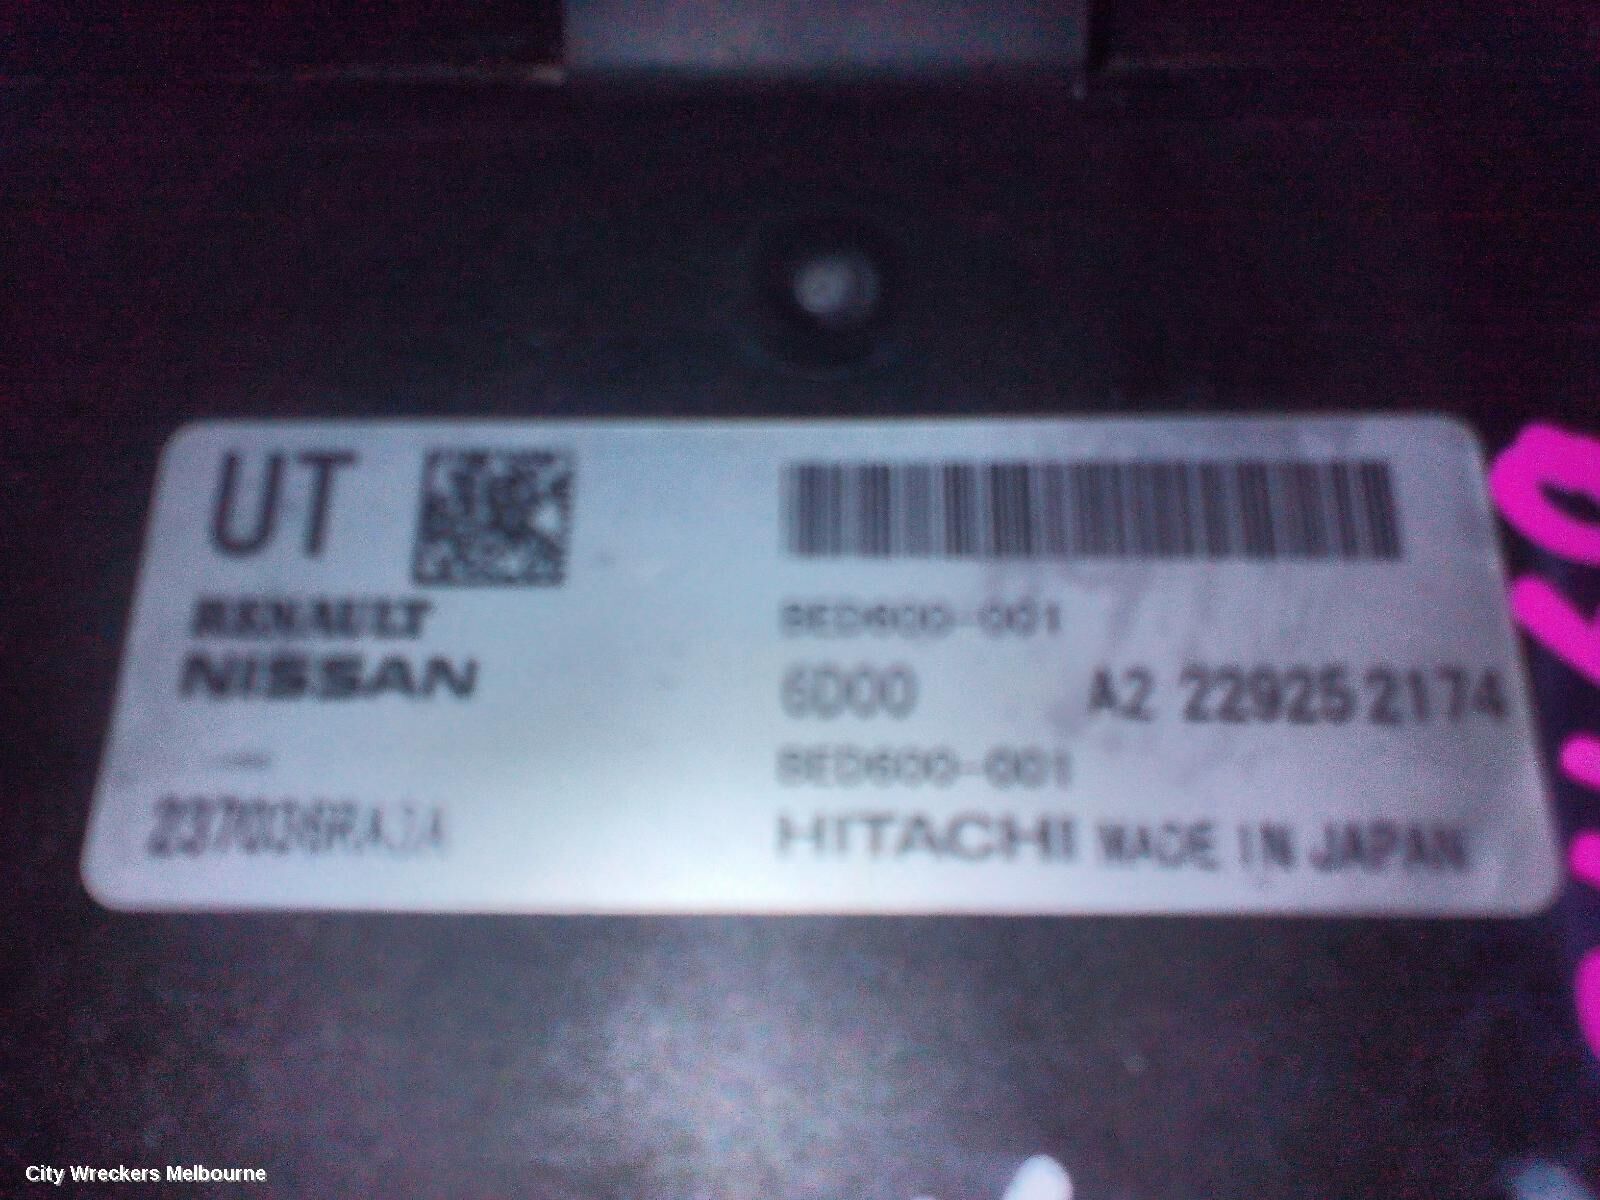 UT
RENAULT
NISSAN
BED600-001
6D00 A2 22925 2174
BED600-001
HITACHI MADE IN JAPAN
City Wreckers Melbourne